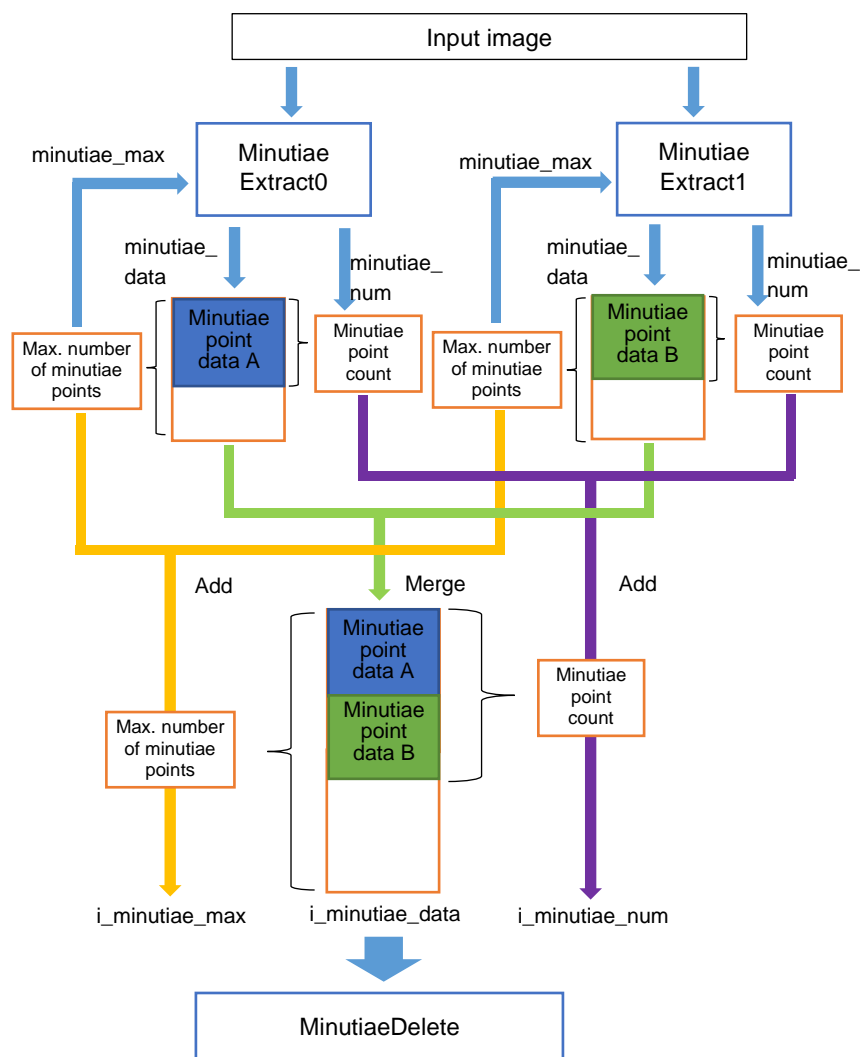 Input image
Minutiae
Extract0
Minutiae
Extract1
minutiae_max
minutiae_max
minutiae_
data
minutiae_
num
minutiae_
data
minutiae_
num
Max. number
of minutiae
points
Minutiae
point
data A
Minutiae
point
count
Max. number
of minutiae
points
Minutiae
point
data B
Minutiae
point
count
Add
Merge
Add
Max. number
of minutiae
points
Minutiae
point
data A
Minutiae
point
data B
Minutiae
point
count
i_minutiae_max
i_minutiae_data
i_minutiae_num
MinutiaeDelete